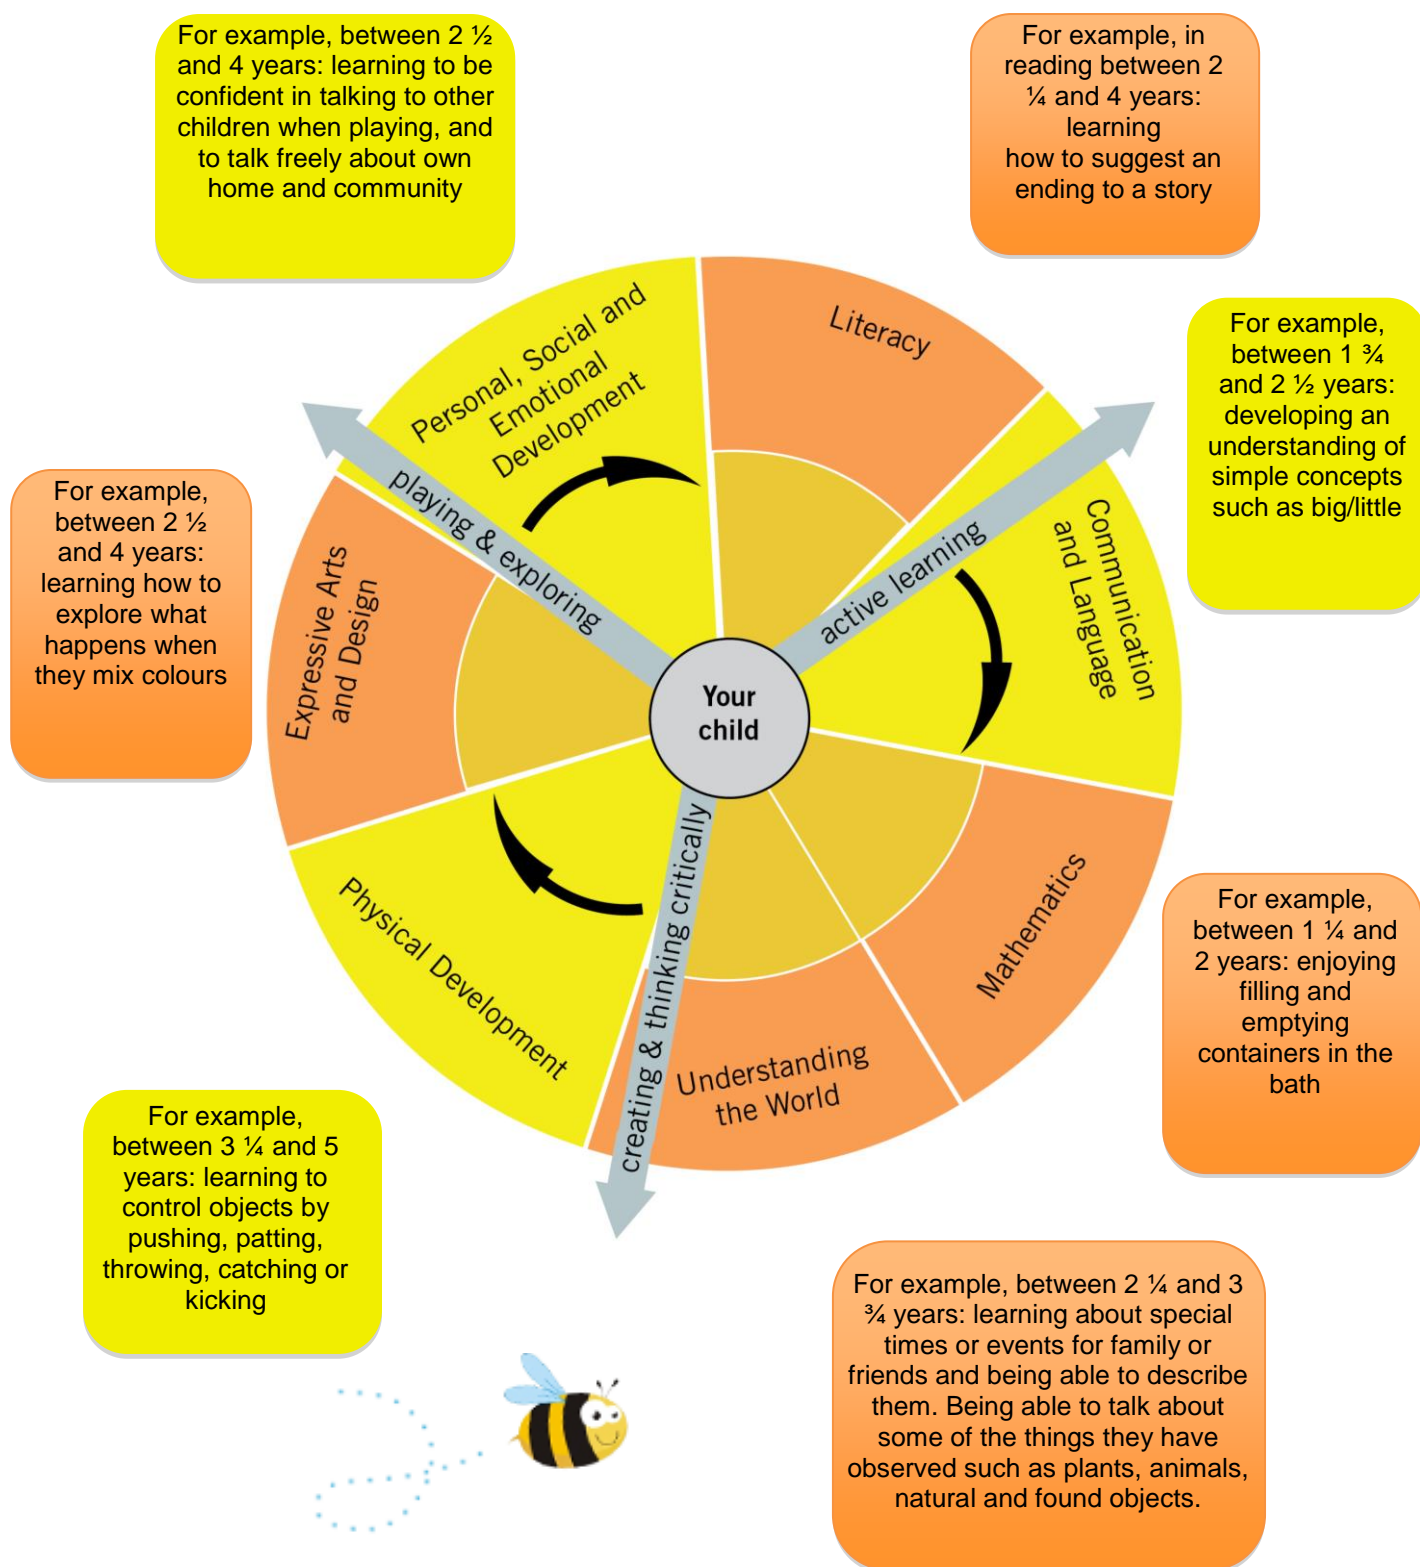 For example, between 2 ½
and 4 years: learning to be
confident in talking to other
children when playing, and
to talk freely about own
home and community
For example, in
reading between 2
¼ and 4 years:
learning
how to suggest an
ending to a story
For example,
between 1 ¾
and 2 ½ years:
developing an
understanding of
simple concepts
such as big/little
For example,
between 2 ½
and 4 years:
learning how to
explore what
happens when
they mix colours
Personal, Social and
Emotional
Development
Literacy
Communication
and Language
Mathematics
Understanding
the World
Physical Development
Expressive Arts
and Design
playing & exploring
active learning
creating & thinking critically
Your
child
For example,
between 1 ¼ and
2 years: enjoying
filling and
emptying
containers in the
bath
For example,
between 3 ¼ and 5
years: learning to
control objects by
pushing, patting,
throwing, catching or
kicking
For example, between 2 ¼ and 3
¾ years: learning about special
times or events for family or
friends and being able to describe
them. Being able to talk about
some of the things they have
observed such as plants, animals,
natural and found objects.